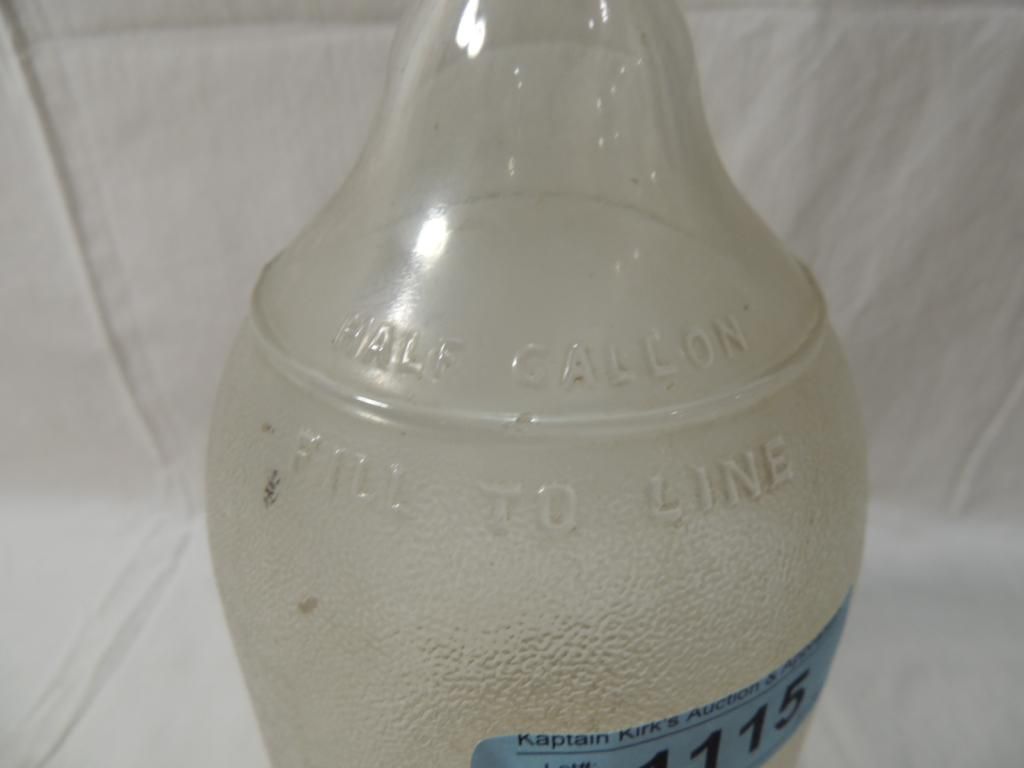 HALF GALLON
FILL TO LINE
Kaptain Kirk's Auction &
Lot#:
1115